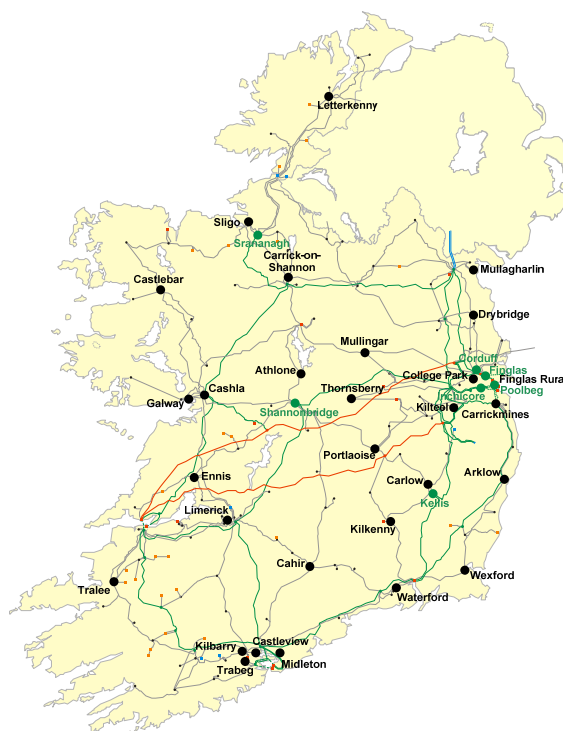 Letterkenny
Sligo
Srananagh
Carrick-on-
Shannon
Mullagharlin
Castlebar
Drybridge
Mullingar
Corduff
Athlone
College Park
Finglas
Finglas Rura
Cashla
Thornsberry
Inchicore
Poolbeg
Galway
Shannonbridge
Kilteel
Carrickmines
Portlaoise
Ennis
Carlow
Arklow
Kellis
Limerick
Kilkenny
Cahir
Wexford
Tralee
Waterford
Kilbarry
Castleview
Trabeg
Midleton